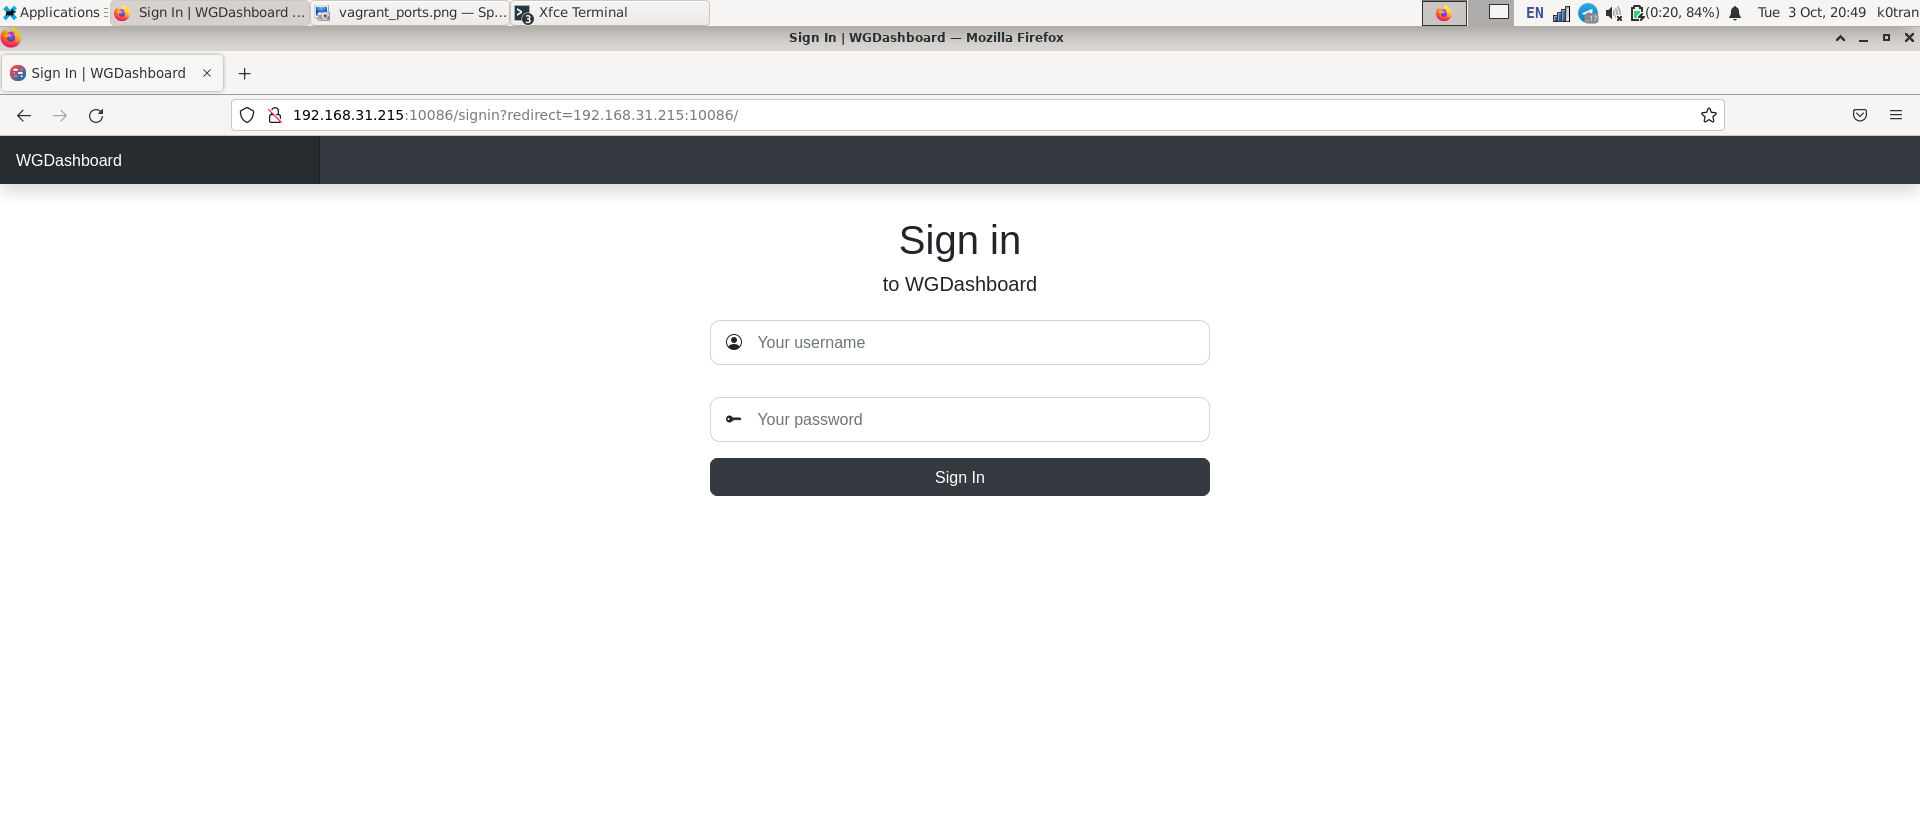 Applications Sign In | WGDashboard ... vagrant_ports.png — Sp... 3 Xfce Terminal EN (0:20, 84%) Tue 3 Oct, 20:49 k0tran
Sign In | WGDashboard — Mozilla Firefox
Sign In | WGDashboard
192.168.31.215:10086/signin?redirect=192.168.31.215:10086/
WGDashboard
Sign in
to WGDashboard
Your username
Your password
Sign In